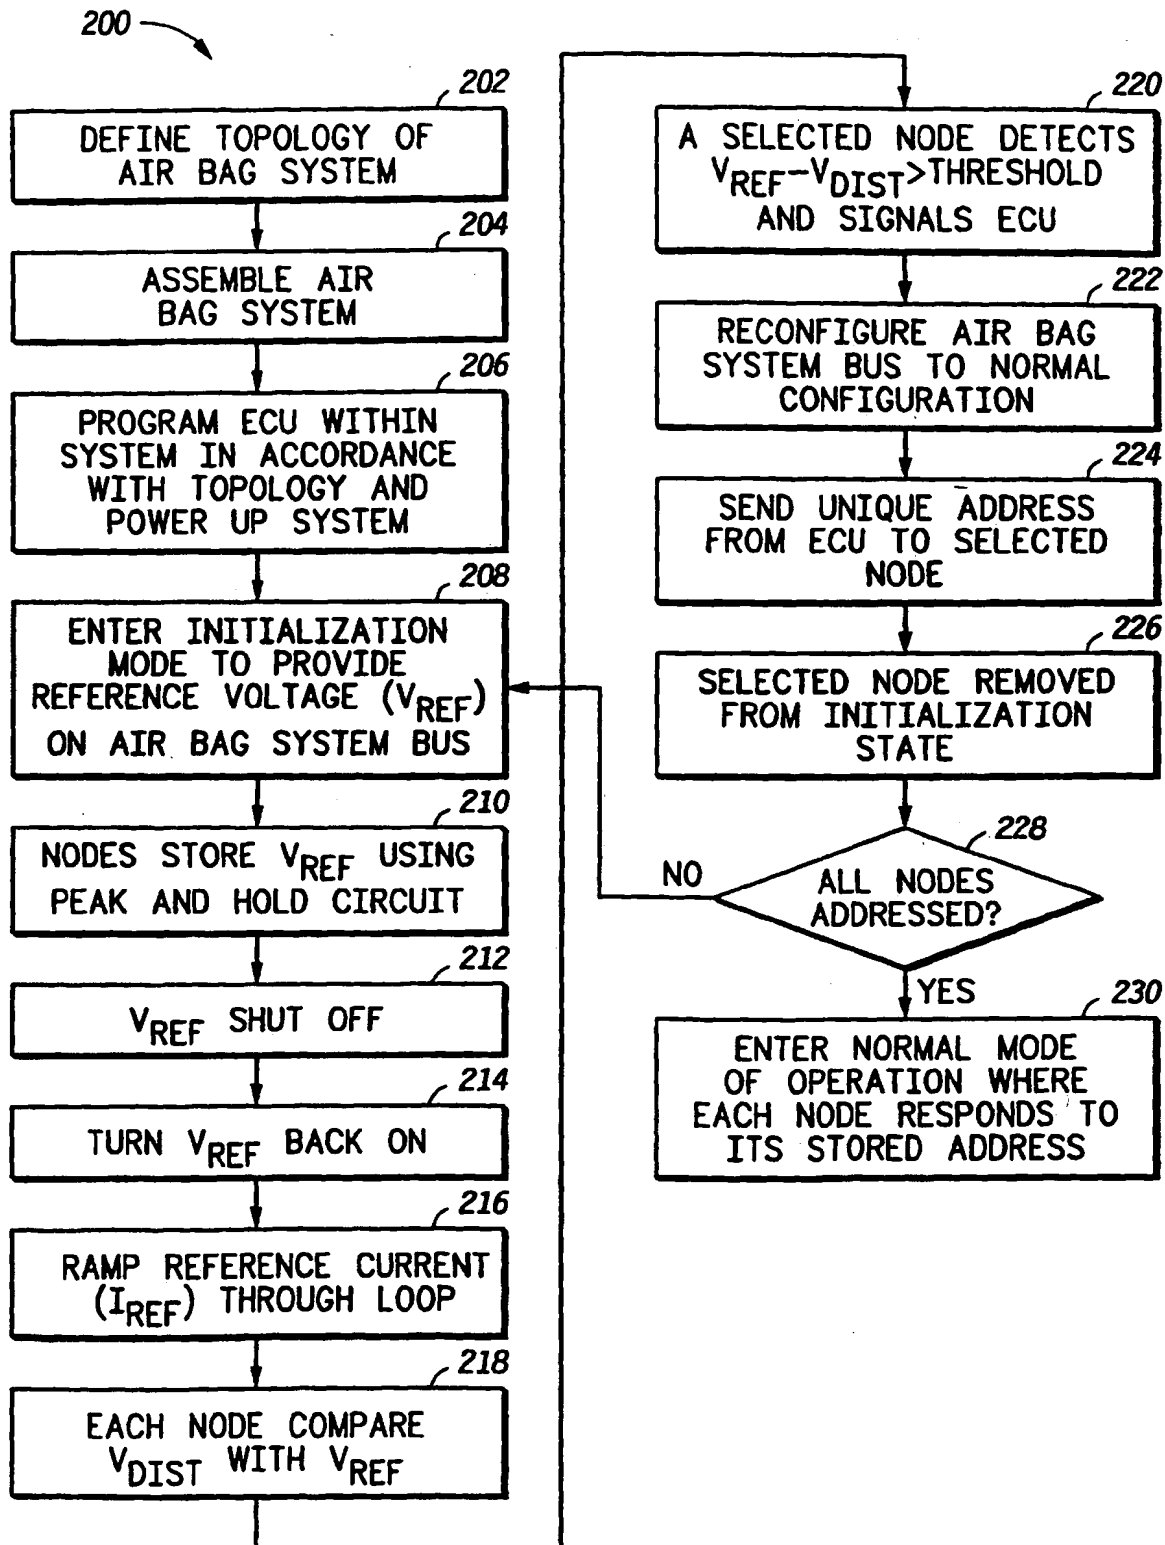 200
202
DEFINE TOPOLOGY OF
AIR BAG SYSTEM
204
ASSEMBLE AIR
BAG SYSTEM
206
PROGRAM ECU WITHIN
SYSTEM IN ACCORDANCE
WITH TOPOLOGY AND
POWER UP SYSTEM
208
ENTER INITIALIZATION
MODE TO PROVIDE
REFERENCE VOLTAGE (VREF)
ON AIR BAG SYSTEM BUS
210
NODES STORE VREF USING
PEAK AND HOLD CIRCUIT
212
VREF SHUT OFF
214
TURN VREF BACK ON
216
RAMP REFERENCE CURRENT
(IREF) THROUGH LOOP
218
EACH NODE COMPARE
VDIST WITH VREF
220
A SELECTED NODE DETECTS
VREF-VDIST>THRESHOLD
AND SIGNALS ECU
222
RECONFIGURE AIR BAG
SYSTEM BUS TO NORMAL
CONFIGURATION
224
SEND UNIQUE ADDRESS
FROM ECU TO SELECTED
NODE
226
SELECTED NODE REMOVED
FROM INITIALIZATION
STATE
228
ALL NODES
ADDRESSED?
NO
YES
230
ENTER NORMAL MODE
OF OPERATION WHERE
EACH NODE RESPONDS TO
ITS STORED ADDRESS